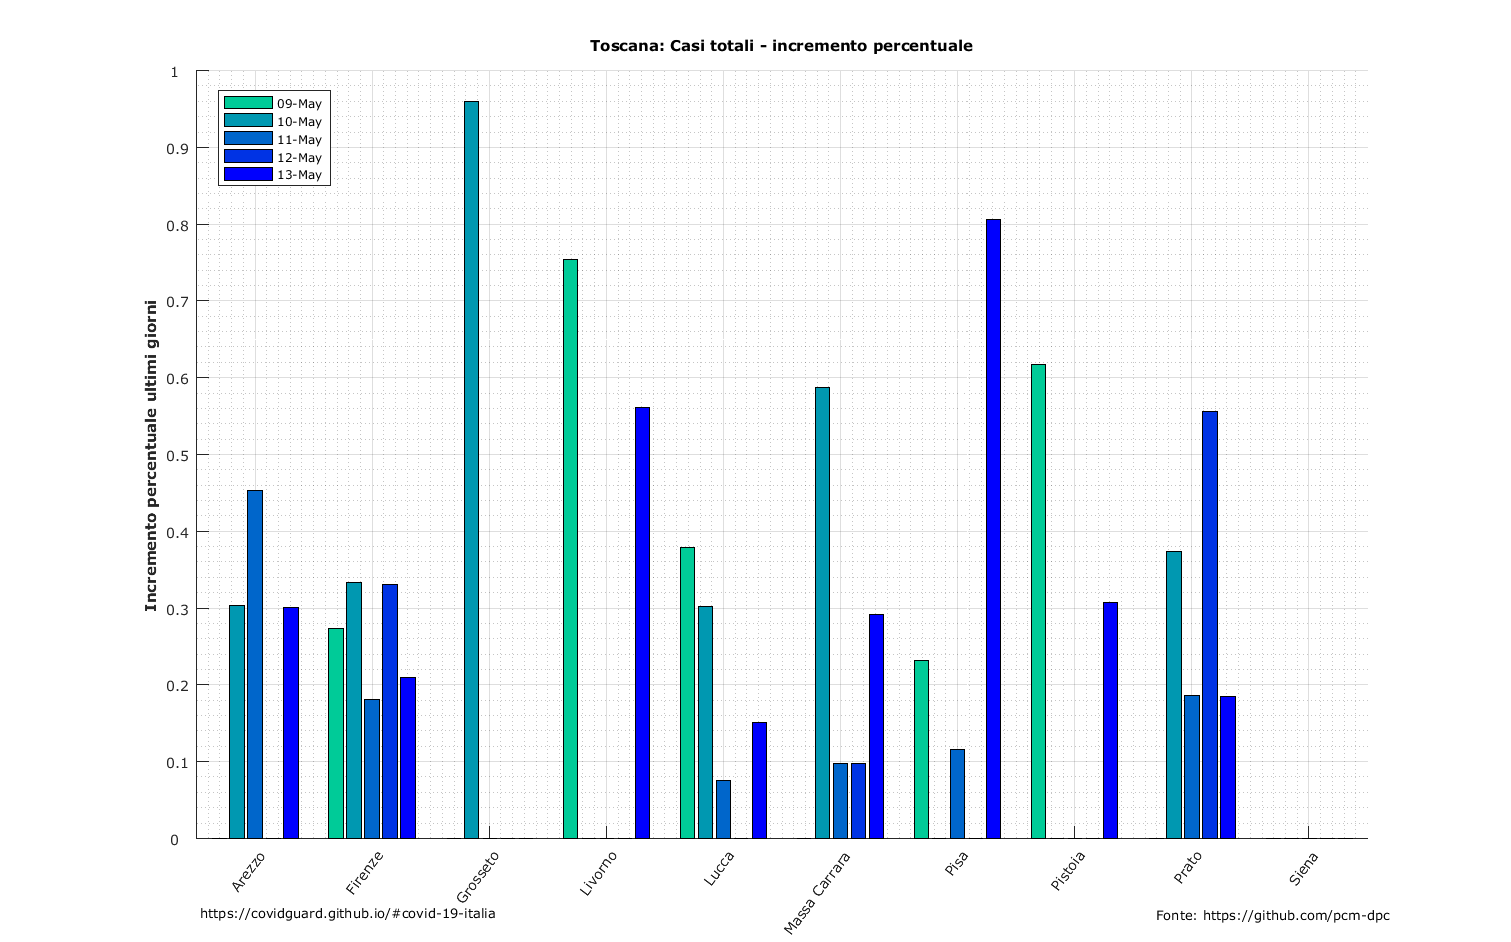 Toscana: Casi totali - incremento percentuale
1
0.9
0.8
0.7
0.6
0.5
0.4
0.3
0.2
0.1
0
Incremento percentuale ultimi giorni
09-May
10-May
11-May
12-May
13-May
Arezzo
Firenze
Grosseto
Livorno
Lucca
Massa Carrara
Pisa
Pistoia
Prato
Siena
https://covidguard.github.io/#covid-19-italia
Fonte: https://github.com/pcm-dpc